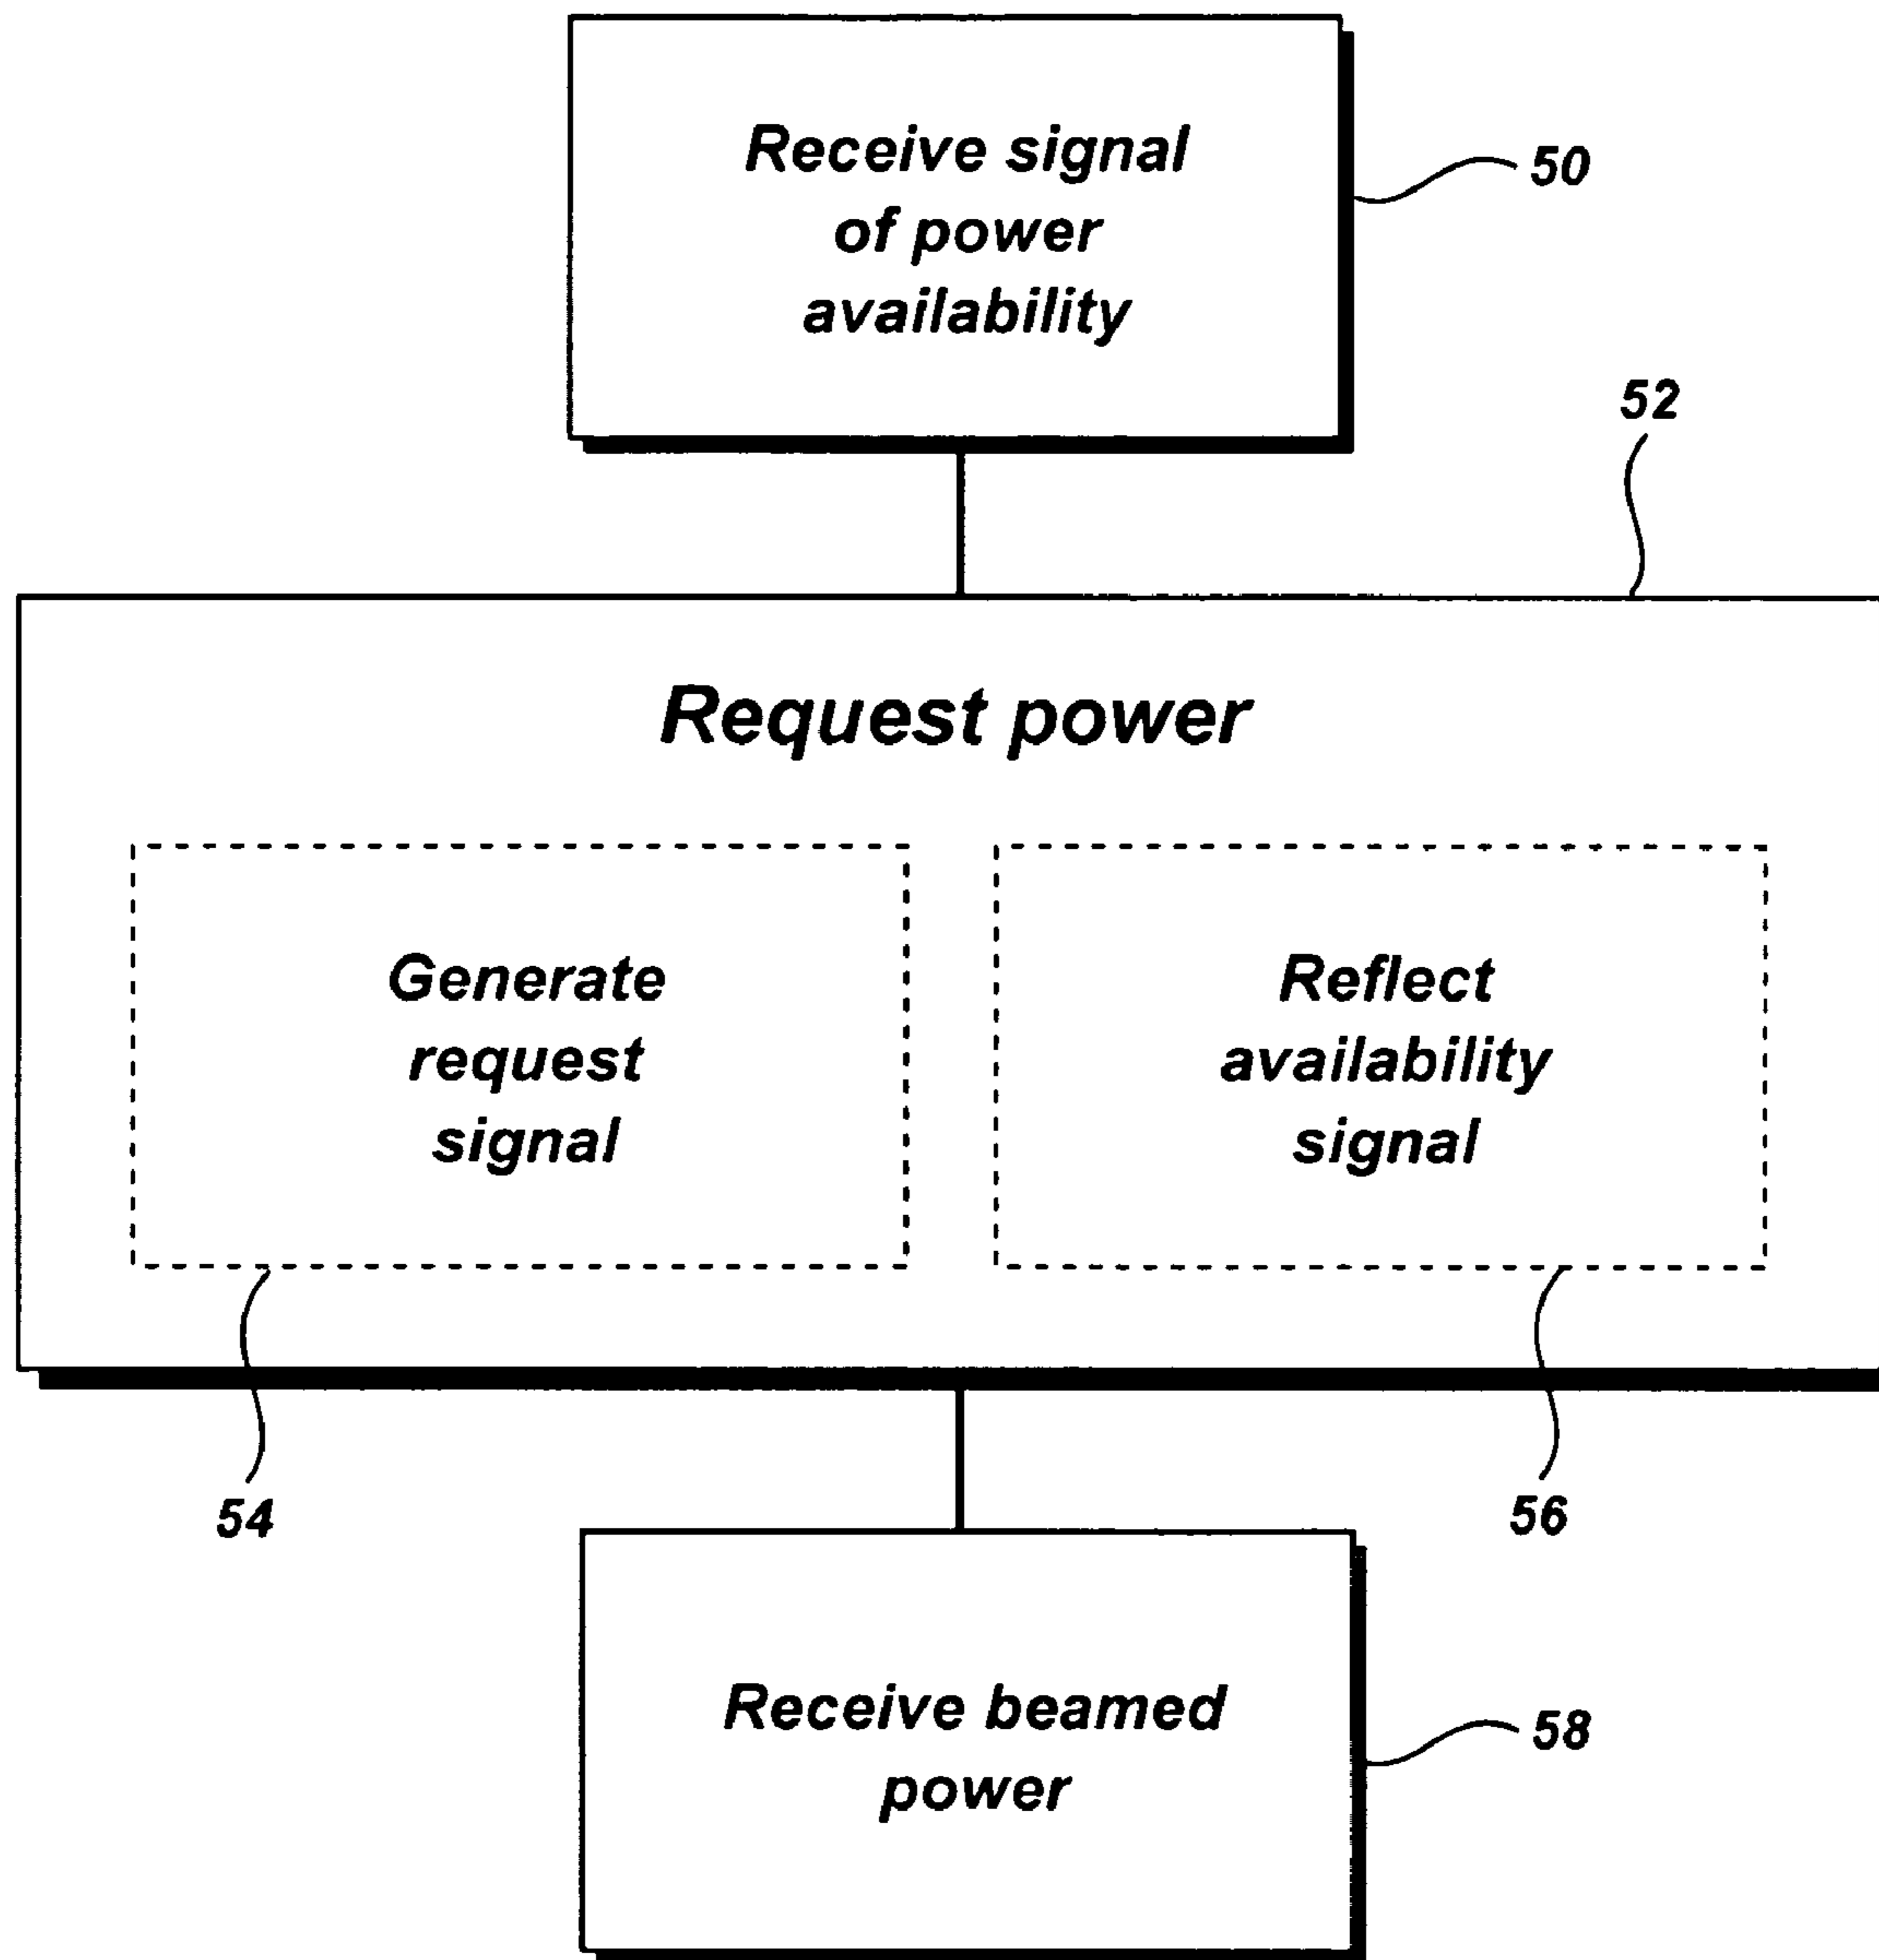 Receive signal
of power
availability
50
52
Request power
Generate
request
signal
Reflect
availability
signal
54
56
Receive beamed
power
58